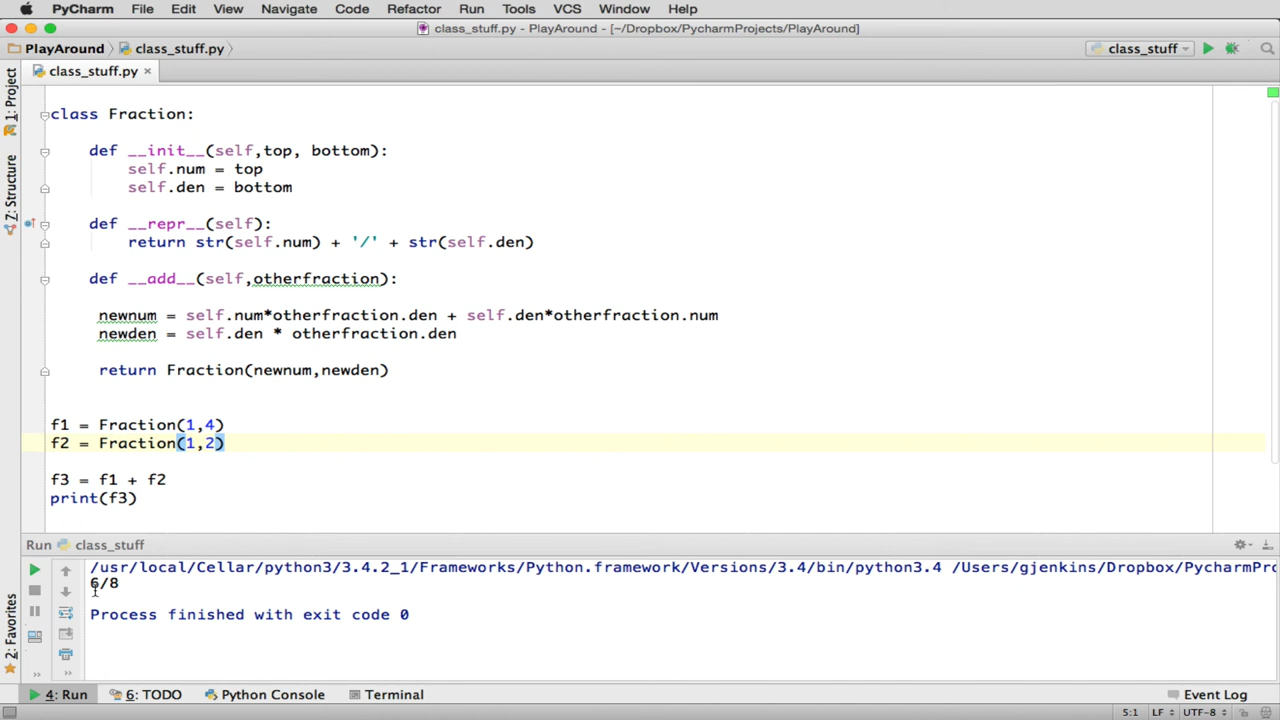 PyCharm File Edit View Navigate Code Refactor Run Tools VCS Window Help
class_stuff.py - PlayAround - [~/Dropbox/PycharmProjects/PlayAround]
PlayAround class_stuff.py class_stuff
class_stuff.py
1: Project
7: Structure
2: Favorites
class Fraction:
def __init__(self,top, bottom):
self.num = top
self.den = bottom
def __repr__(self):
return str(self.num) + '/' + str(self.den)
def __add__(self,otherfraction):
newnum = self.num*otherfraction.den + self.den*otherfraction.num
newden = self.den * otherfraction.den
return Fraction(newnum,newden)
f1 = Fraction(1,4)
f2 = Fraction(1,2)
f3 = f1 + f2
print(f3)
Run class_stuff
/usr/local/Cellar/python3/3.4.2_1/Frameworks/Python.framework/Versions/3.4/bin/python3.4 /Users/gjenkins/Dropbox/PycharmPro
6/8
Process finished with exit code 0
4: Run 6: TODO Python Console Terminal Event Log
5:1 LF UTF-8